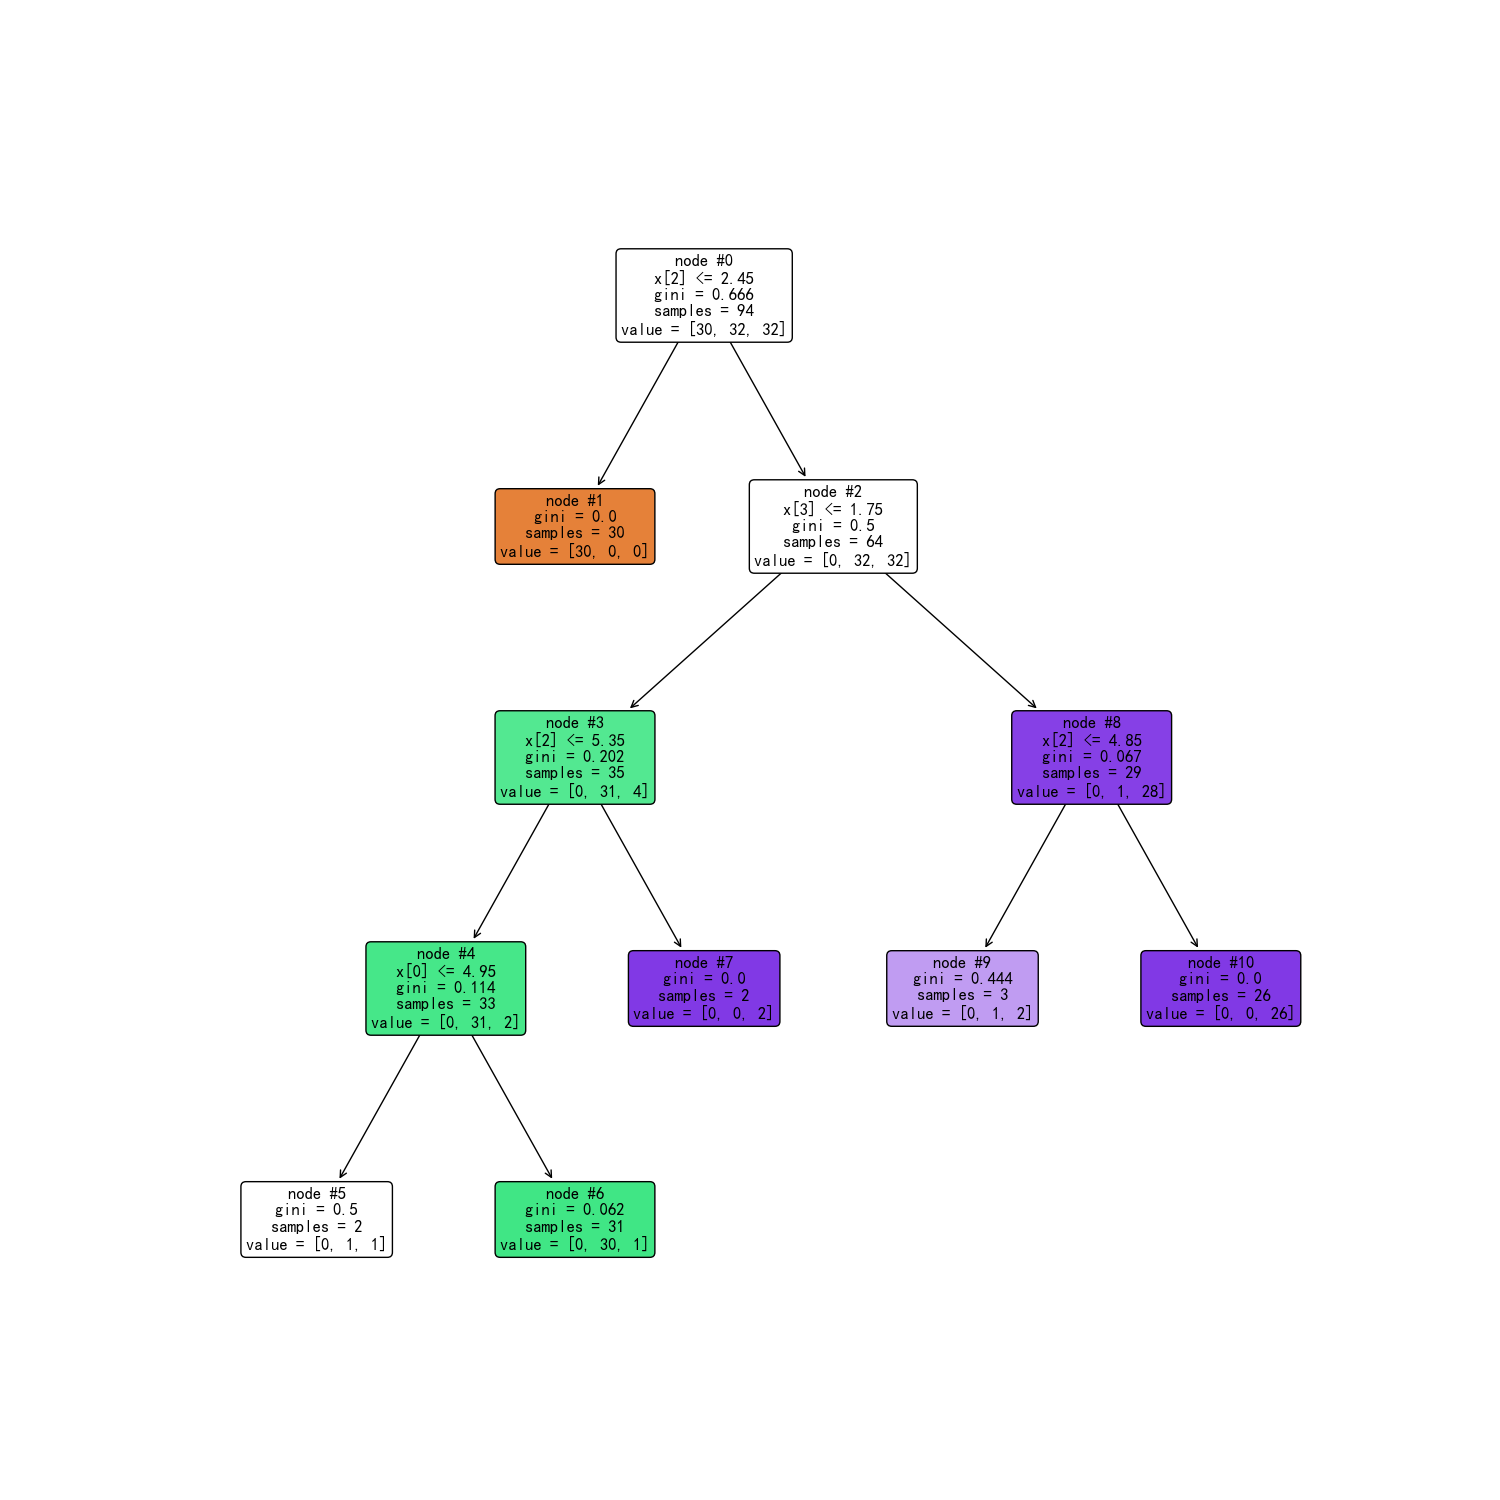 node #0
x[2] <= 2.45
gini = 0.666
samples = 94
value = [30, 32, 32]
node #1
gini = 0.0
samples = 30
value = [30, 0, 0]
node #2
x[3] <= 1.75
gini = 0.5
samples = 64
value = [0, 32, 32]
node #3
x[2] <= 5.35
gini = 0.202
samples = 35
value = [0, 31, 4]
node #8
x[2] <= 4.85
gini = 0.067
samples = 29
value = [0, 1, 28]
node #4
x[0] <= 4.95
gini = 0.114
samples = 33
value = [0, 31, 2]
node #7
gini = 0.0
samples = 2
value = [0, 0, 2]
node #9
gini = 0.444
samples = 3
value = [0, 1, 2]
node #10
gini = 0.0
samples = 26
value = [0, 0, 26]
node #5
gini = 0.5
samples = 2
value = [0, 1, 1]
node #6
gini = 0.062
samples = 31
value = [0, 30, 1]